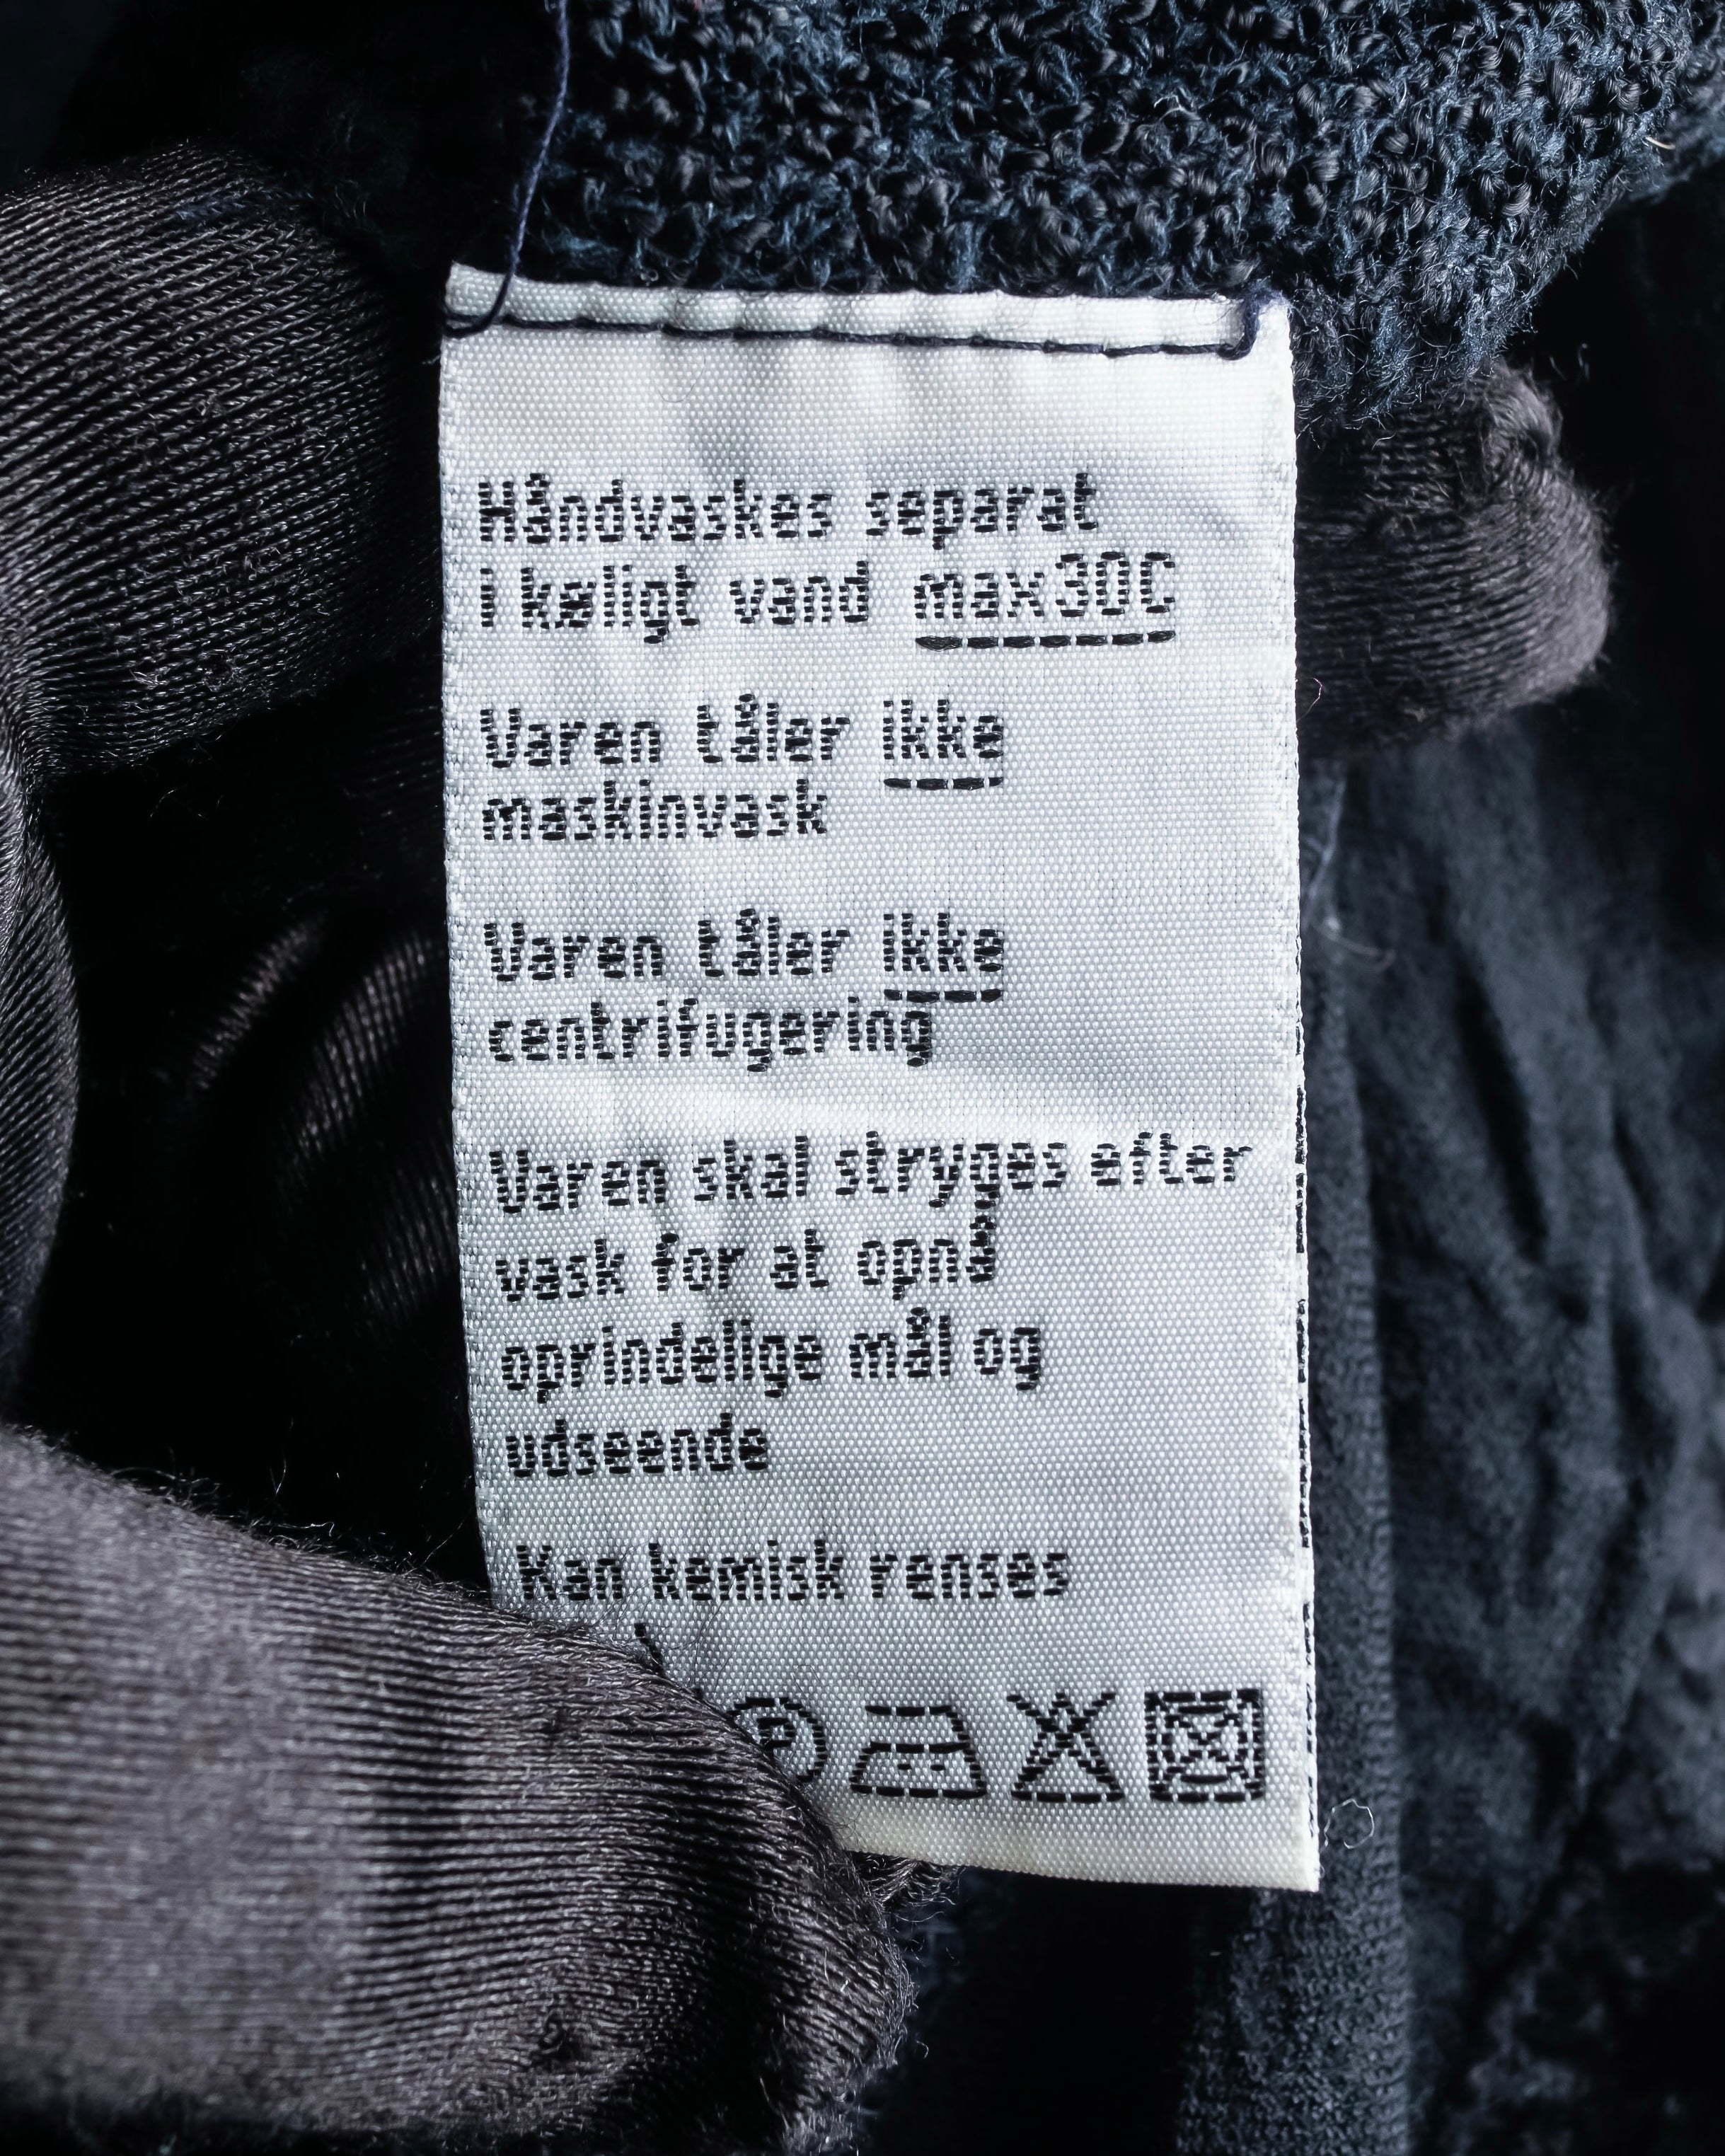 Håndvaskes separat
i køligt vand max30C
Varen tåler ikke
maskinvask
Varen tåler ikke
centrifugering
Varen skal stryges efter
vask for at opnå
oprindelige mål og
udseende
Kan kemisk renses
P